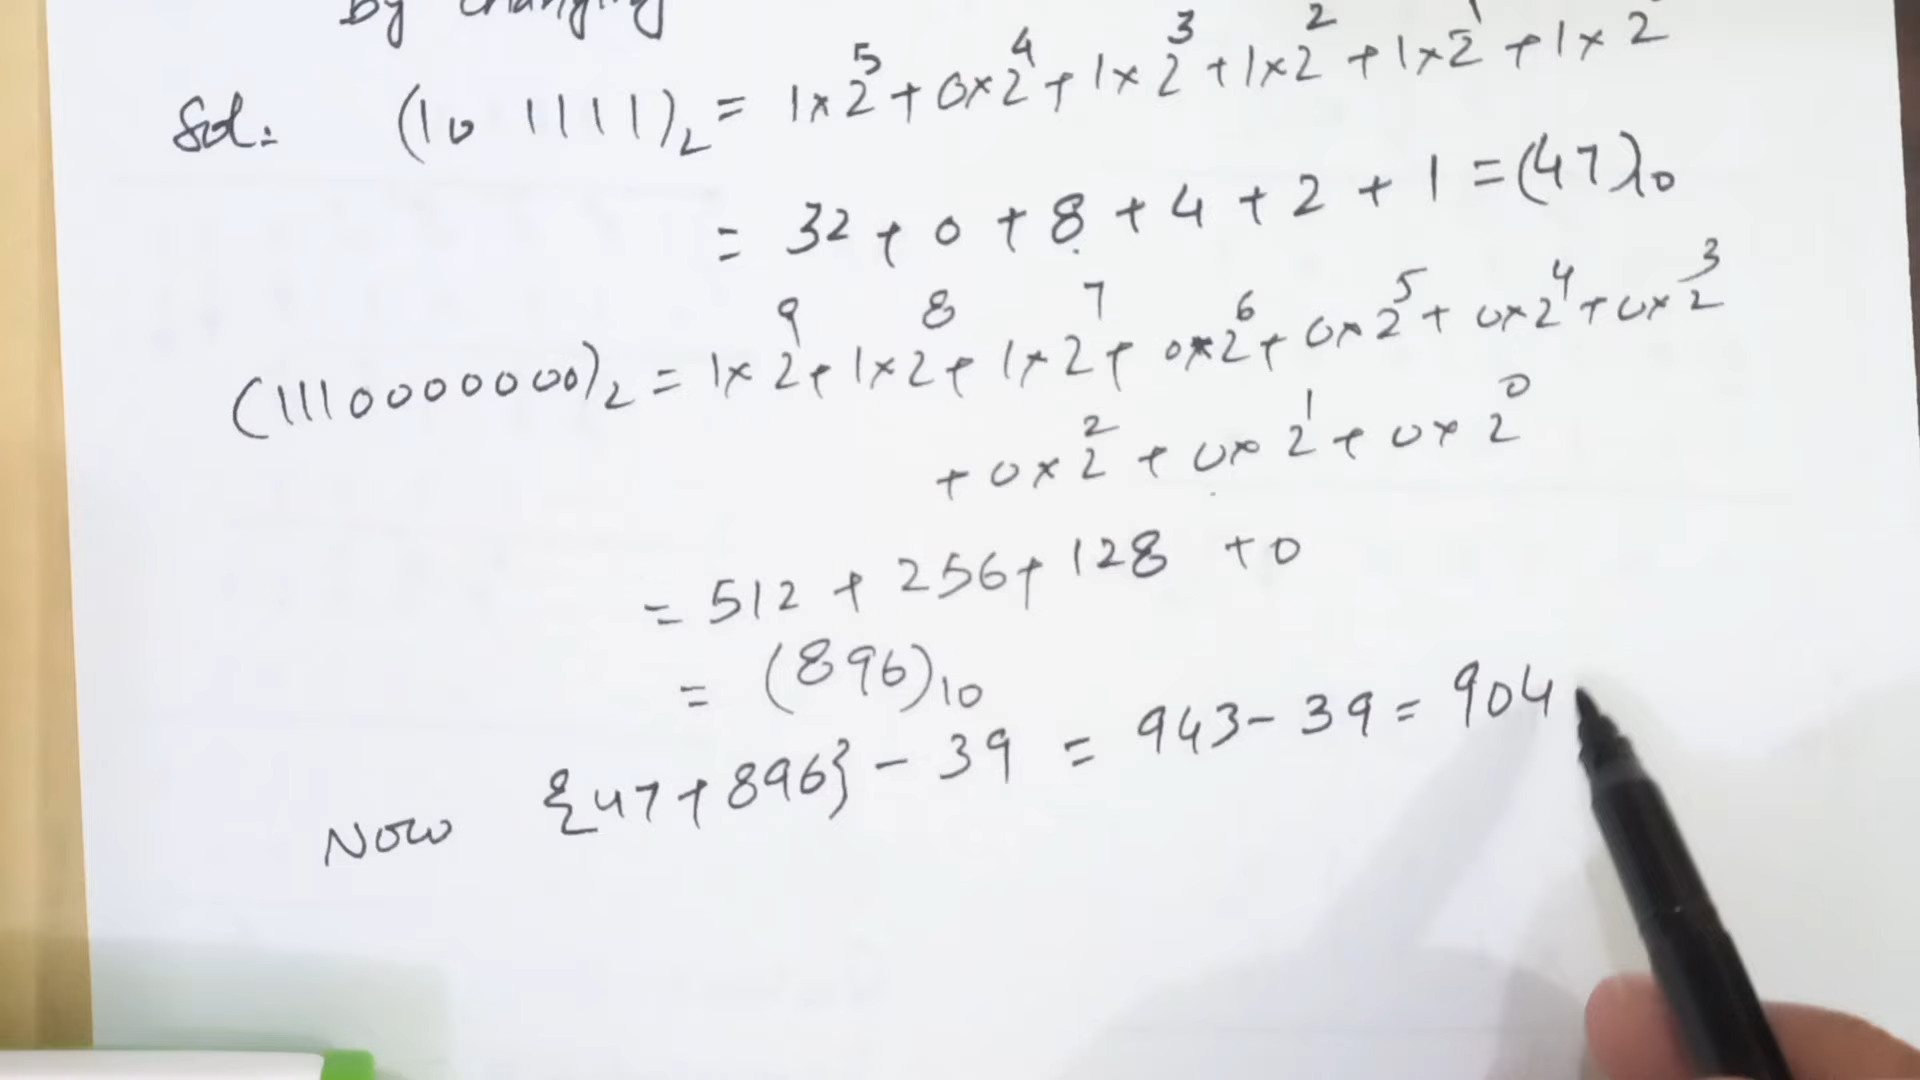 By changing
Sol: (10 1111)₂ = 1×2⁵ + 0×2⁴ + 1×2³ + 1×2² + 1×2¹ + 1×2
= 32 + 0 + 8 + 4 + 2 + 1 = (47)₁₀
(1110000000)₂ = 1×2⁹ + 1×2⁸ + 1×2⁷ + 0×2⁶ + 0×2⁵ + 0×2⁴ + 0×2³
+ 0×2² + 0×2¹ + 0×2⁰
= 512 + 256 + 128 + 0
= (896)₁₀
Now {47+896} - 39 = 943 - 39 = 904